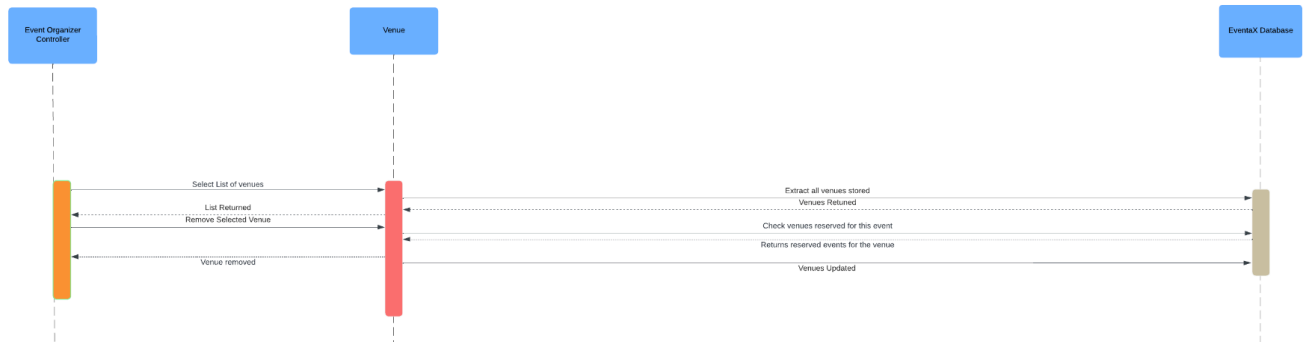 Event Organizer
Controller
Venue
EventaX Database
Select List of venues
Extract all venues stored
Venues Retuned
List Returned
Remove Selected Venue
Check venues reserved for this event
Returns reserved events for the venue
Venue removed
Venues Updated